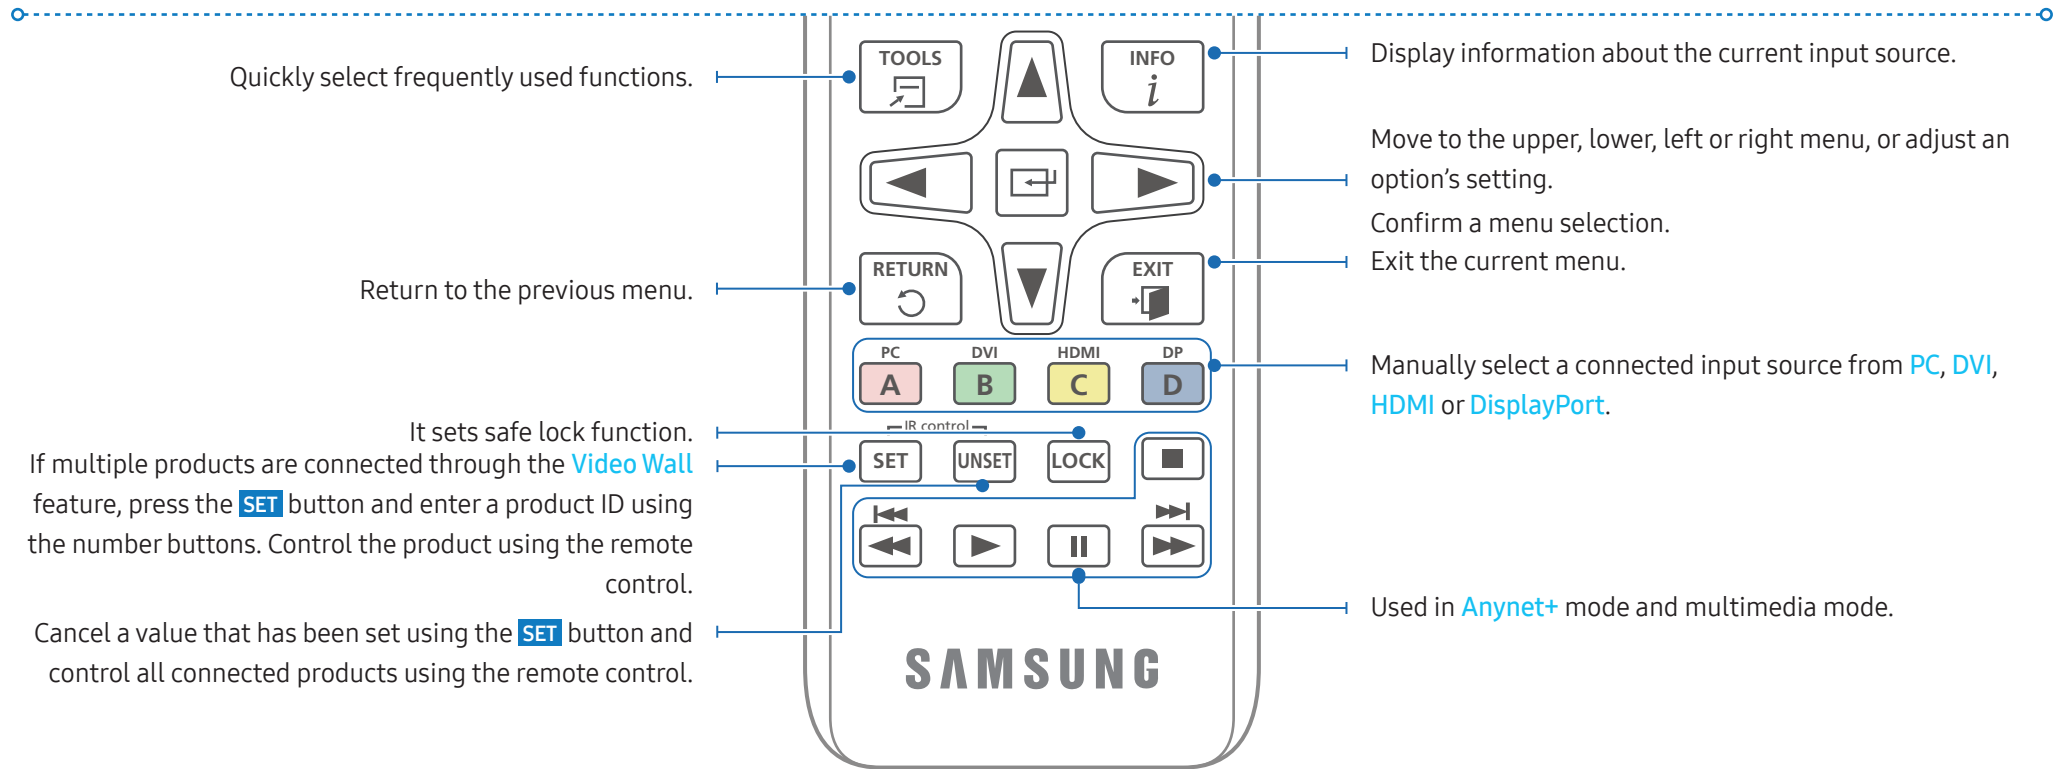 TOOLS
INFO
i
Quickly select frequently used functions.
Display information about the current input source.
Move to the upper, lower, left or right menu, or adjust an
option's setting.
Confirm a menu selection.
RETURN
EXIT
Return to the previous menu.
Exit the current menu.
PC DVI HDMI DP
A B C D
Manually select a connected input source from PC, DVI,
HDMI or DisplayPort.
It sets safe lock function.
IR control
SET UNSET LOCK
If multiple products are connected through the Video Wall
feature, press the SET button and enter a product ID using
the number buttons. Control the product using the remote
control.
Used in Anynet+ mode and multimedia mode.
Cancel a value that has been set using the SET button and
control all connected products using the remote control.
SAMSUNG